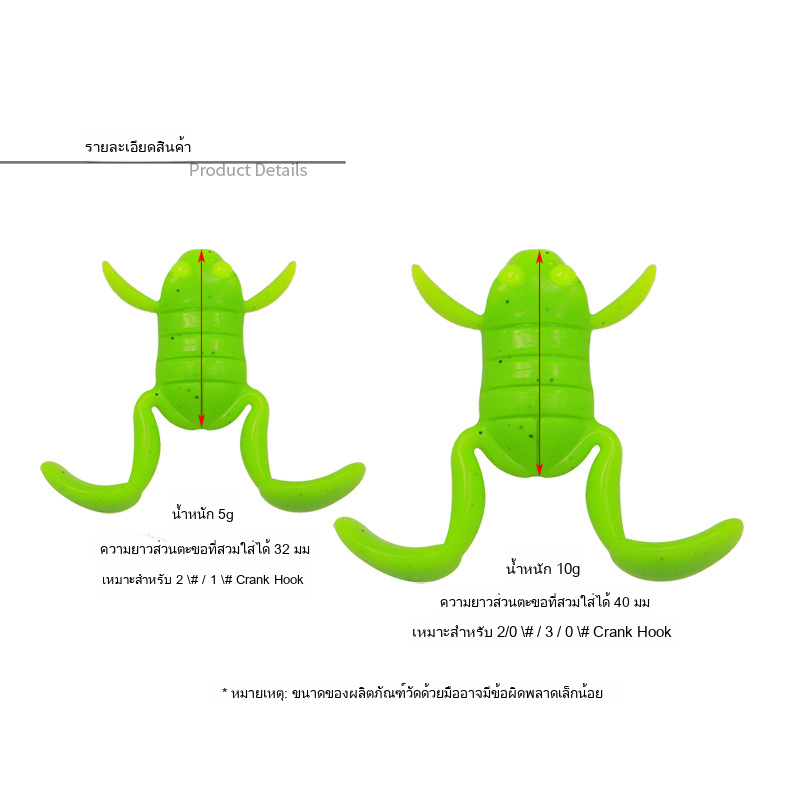 รายละเอียดสินค้า
Product Details
น้ำหนัก 5g
ความยาวส่วนตะขอที่สวมใส่ได้ 32 มม
เหมาะสำหรับ 2 \# / 1 \# Crank Hook
น้ำหนัก 10g
ความยาวส่วนตะขอที่สวมใส่ได้ 40 มม
เหมาะสำหรับ 2/0 \# / 3 / 0 \# Crank Hook
* หมายเหตุ: ขนาดของผลิตภัณฑ์วัดด้วยมืออาจมีข้อผิดพลาดเล็กน้อย